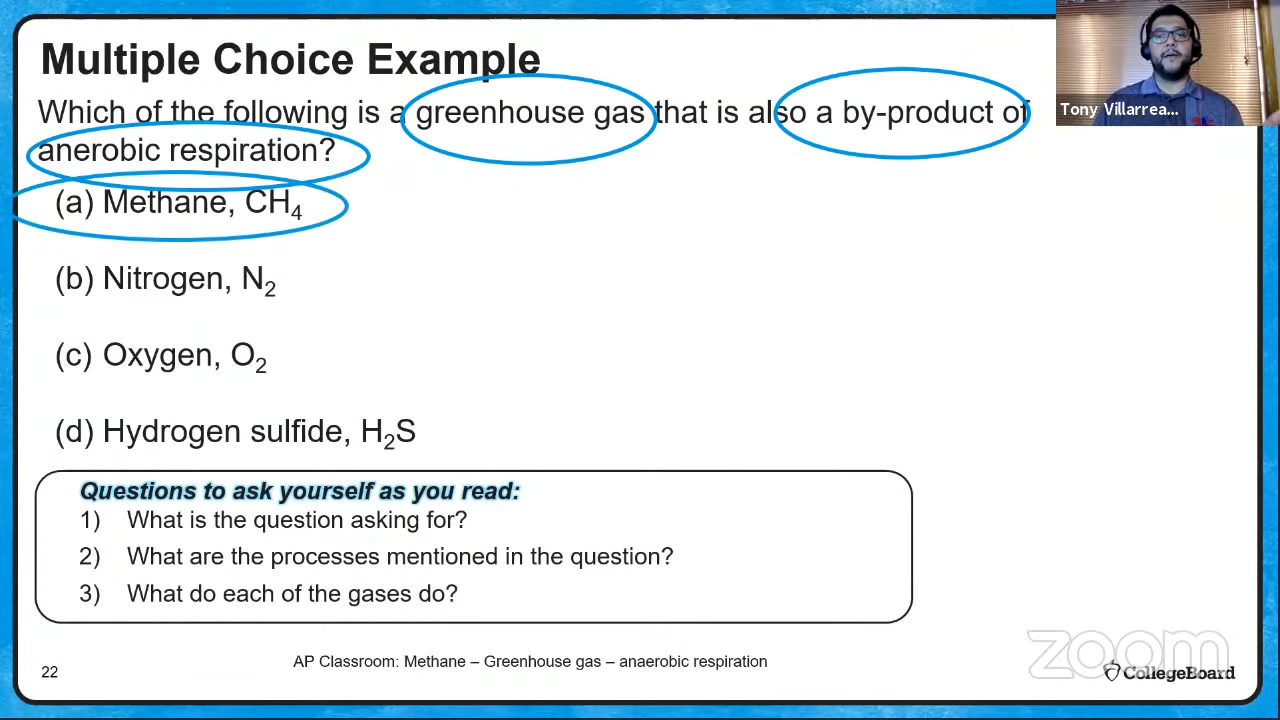 Multiple Choice Example
Which of the following is a greenhouse gas that is also a by-product of
anerobic respiration?
(a) Methane, CH₄
(b) Nitrogen, N₂
(c) Oxygen, O₂
(d) Hydrogen sulfide, H₂S
Questions to ask yourself as you read:
1) What is the question asking for?
2) What are the processes mentioned in the question?
3) What do each of the gases do?
AP Classroom: Methane – Greenhouse gas – anaerobic respiration
22
Tony Villarrea...
zoom
CollegeBoard